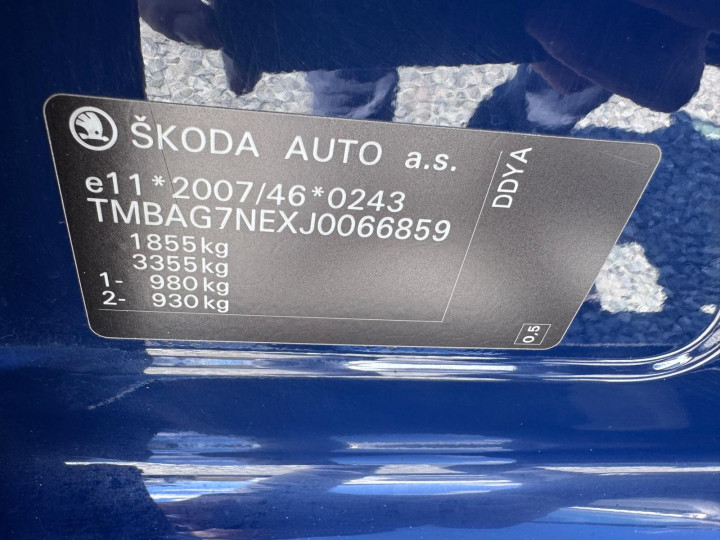 ŠKODA AUTO a.s.
e11*2007/46*0243
TMBAG7NEXJ0066859
1855kg
3355kg
1- 980kg
2- 930kg
DDYA
0,5